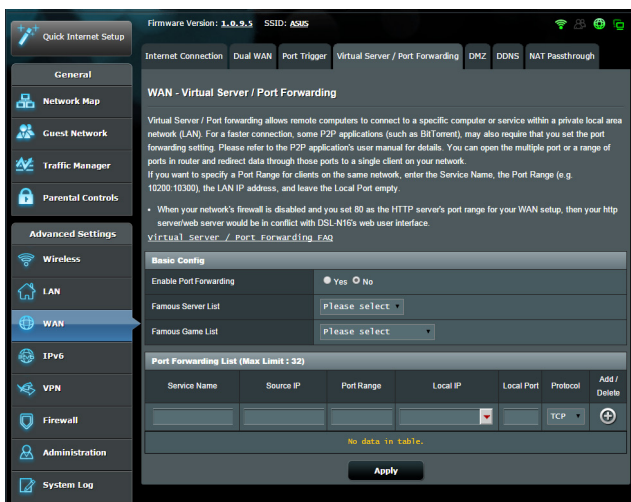 Firmware Version: 1.0.9.5 SSID: ASUS
Quick Internet Setup
General
Network Map
Guest Network
Traffic Manager
Parental Controls
Advanced Settings
Wireless
LAN
WAN
IPv6
VPN
Firewall
Administration
System Log
Internet Connection Dual WAN Port Trigger Virtual Server / Port Forwarding DMZ DDNS NAT Passthrough
WAN - Virtual Server / Port Forwarding
Virtual Server / Port forwarding allows remote computers to connect to a specific computer or service within a private local area
network (LAN). For a faster connection, some P2P applications (such as BitTorrent), may also require that you set the port
forwarding setting. Please refer to the P2P application's user manual for details. You can open the multiple port or a range of
ports in router and redirect data through those ports to a single client on your network.
If you want to specify a Port Range for clients on the same network, enter the Service Name, the Port Range (e.g.
10200:10300), the LAN IP address, and leave the Local Port empty.
• When your network's firewall is disabled and you set 80 as the HTTP server's port range for your WAN setup, then your http
server/web server would be in conflict with DSL-N16's web user interface.
Virtual Server / Port Forwarding FAQ
Basic Config
Enable Port Forwarding Yes No
Famous Server List Please select
Famous Game List Please select
Port Forwarding List (Max Limit : 32)
Service Name Source IP Port Range Local IP Local Port Protocol Add / Delete
TCP
No data in table.
Apply